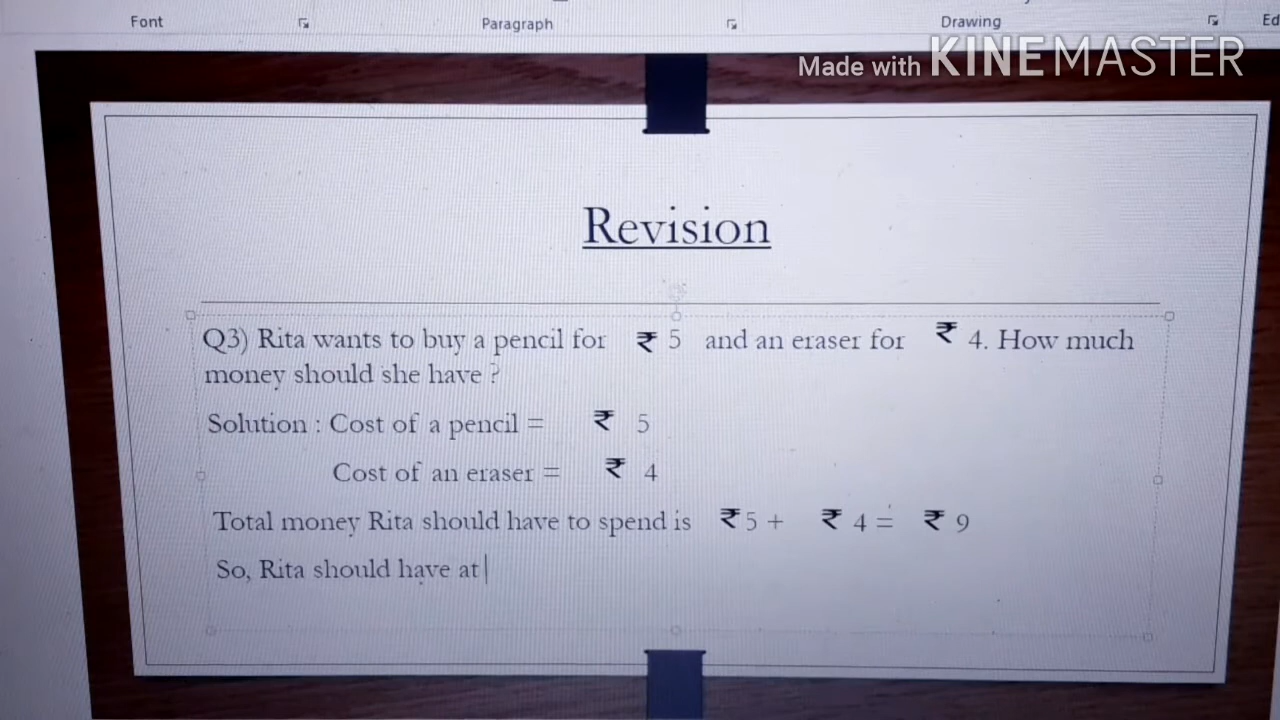 Font Paragraph Drawing Ed
Made with KINEMASTER
Revision
Q3) Rita wants to buy a pencil for ₹ 5 and an eraser for ₹ 4. How much
money should she have ?
Solution : Cost of a pencil = ₹ 5
Cost of an eraser = ₹ 4
Total money Rita should have to spend is ₹ 5 + ₹ 4 = ₹ 9
So, Rita should have at